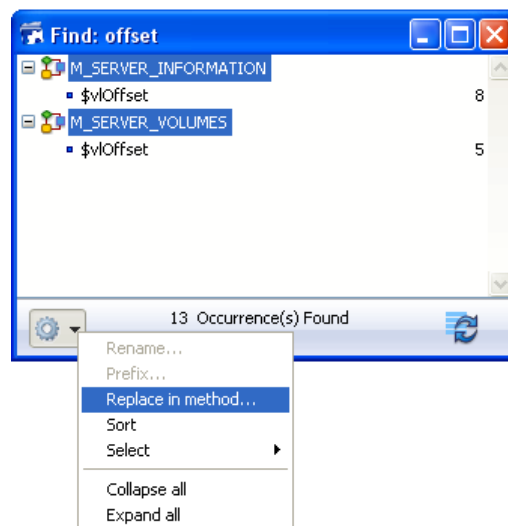 Find: offset
M_SERVER_INFORMATION
$vlOffset 8
M_SERVER_VOLUMES
$vlOffset 5
13 Occurrence(s) Found
Rename...
Prefix...
Replace in method...
Sort
Select
Collapse all
Expand all